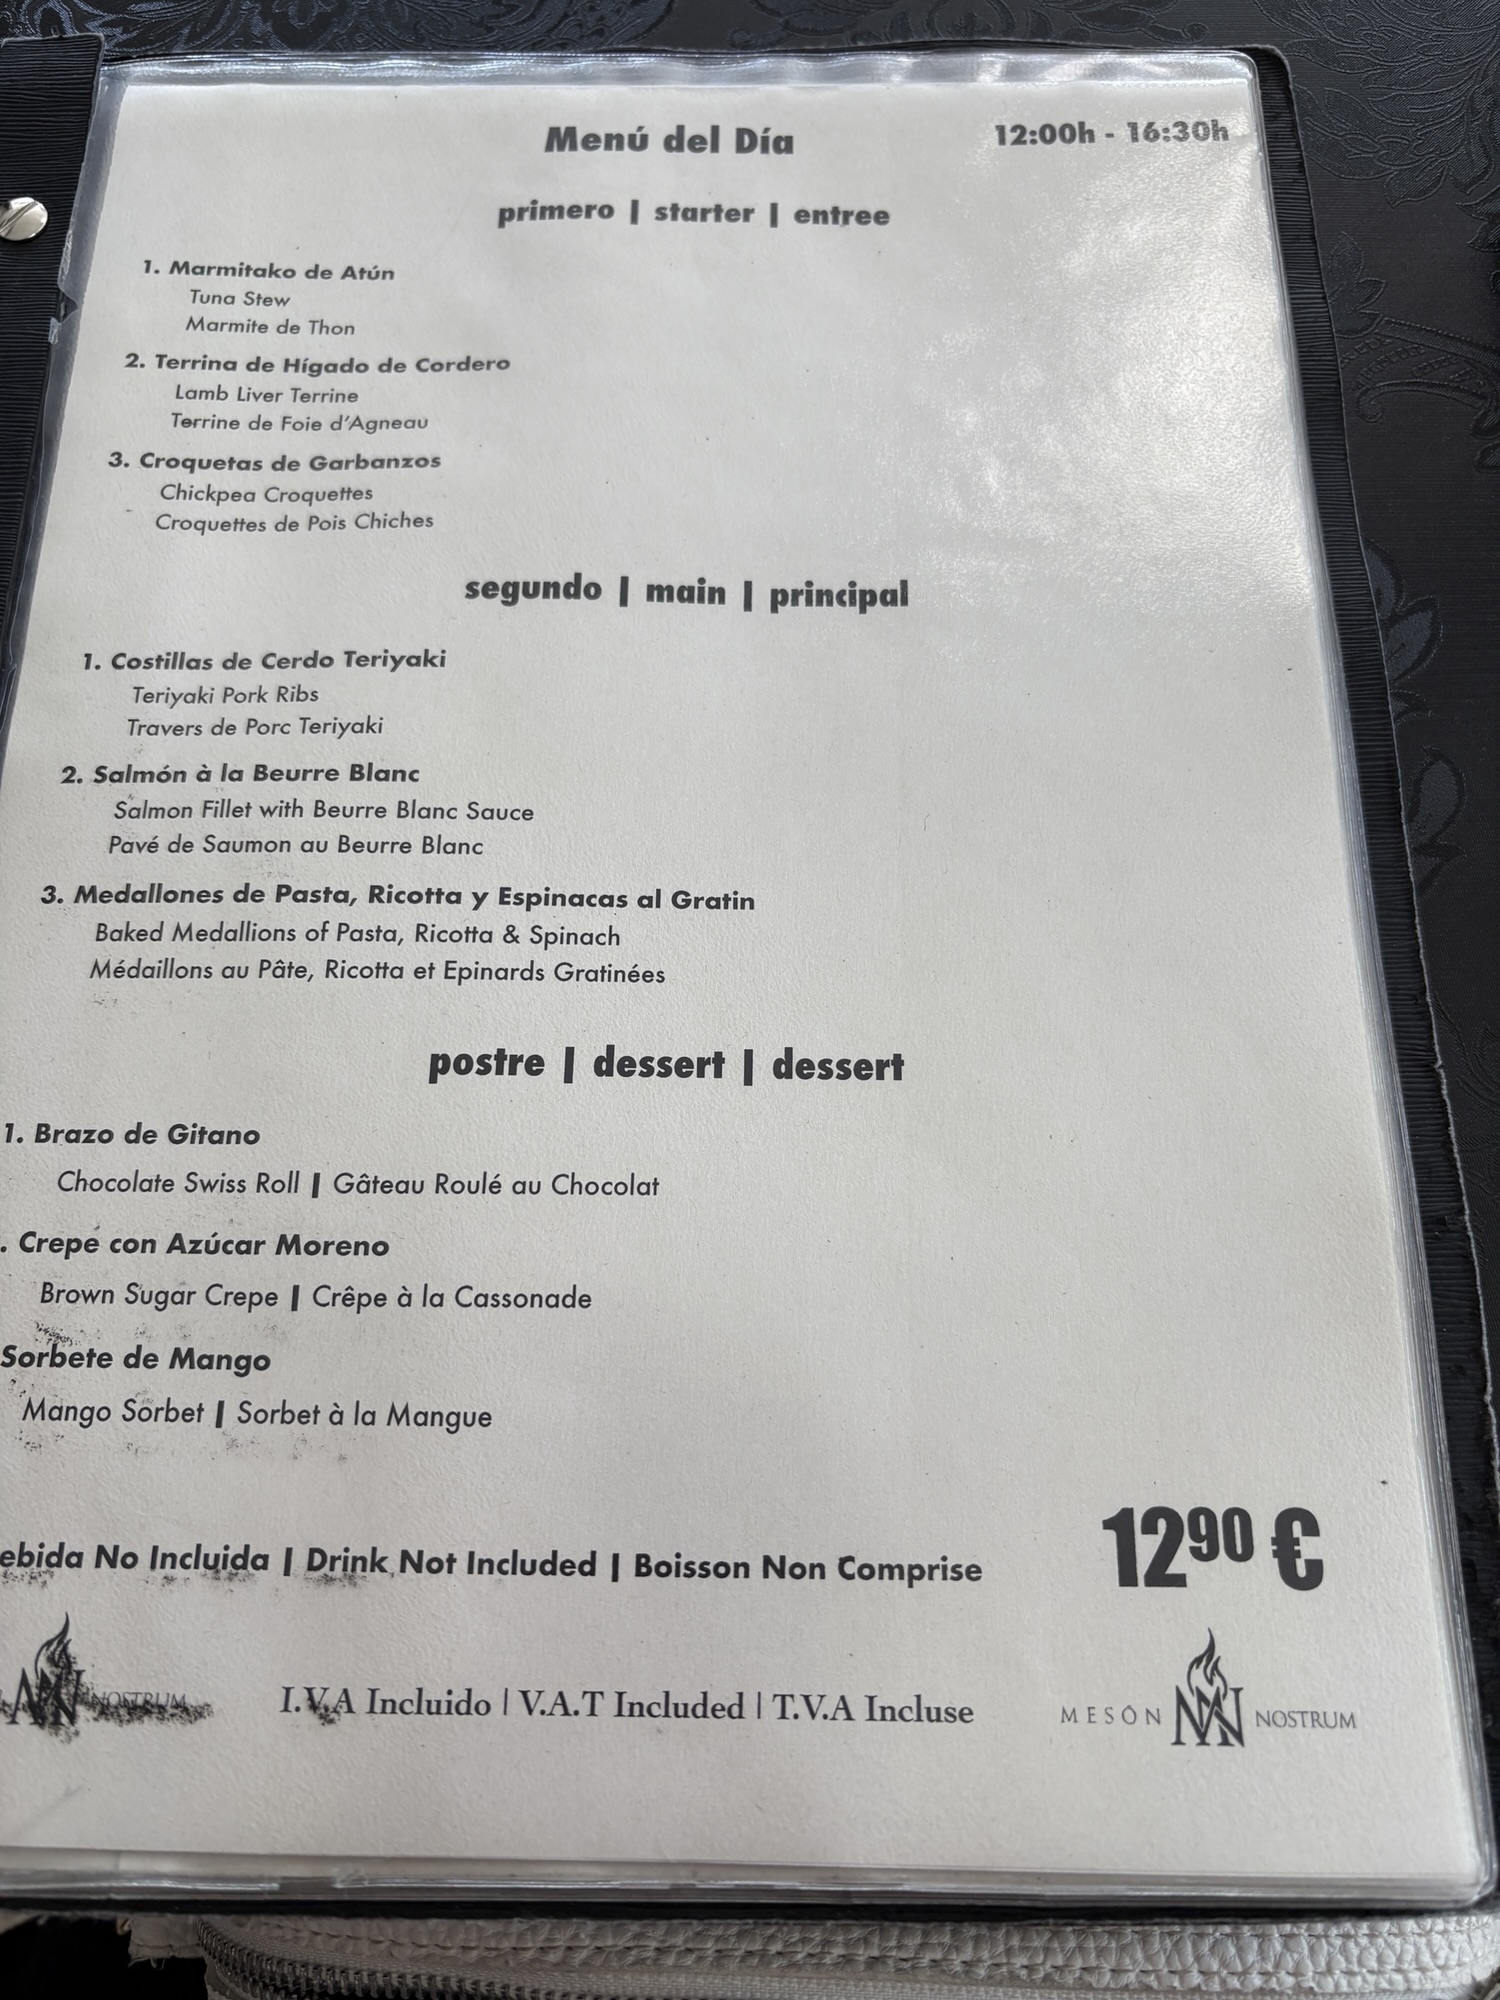 Menú del Día
12:00h - 16:30h
primero | starter | entree
1. Marmitako de Atún
Tuna Stew
Marmite de Thon
2. Terrina de Hígado de Cordero
Lamb Liver Terrine
Terrine de Foie d'Agneau
3. Croquetas de Garbanzos
Chickpea Croquettes
Croquettes de Pois Chiches
segundo | main | principal
1. Costillas de Cerdo Teriyaki
Teriyaki Pork Ribs
Travers de Porc Teriyaki
2. Salmón à la Beurre Blanc
Salmon Fillet with Beurre Blanc Sauce
Pavé de Saumon au Beurre Blanc
3. Medallones de Pasta, Ricotta y Espinacas al Gratin
Baked Medallions of Pasta, Ricotta & Spinach
Médaillons au Pâte, Ricotta et Epinards Gratinées
postre | dessert | dessert
1. Brazo de Gitano
Chocolate Swiss Roll | Gâteau Roulé au Chocolat
. Crepe con Azúcar Moreno
Brown Sugar Crepe | Crêpe à la Cassonade
Sorbete de Mango
Mango Sorbet | Sorbet à la Mangue
ebida No Incluida | Drink Not Included | Boisson Non Comprise
1290 €
MN NOSTRUM
I.V.A Incluido | V.A.T Included | T.V.A Incluse
MESÓN MN NOSTRUM